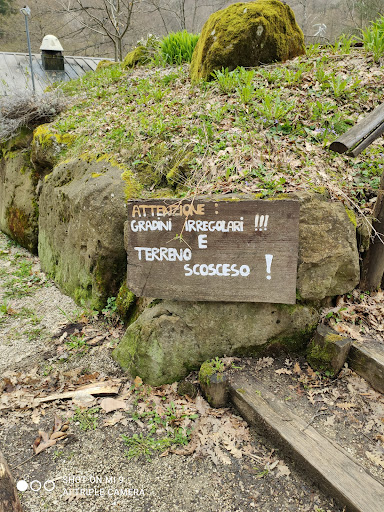 ATTENZIONE :
GRADINI IRREGOLARI !!!
E
TERRENO
SCOSCESO !
SHOT ON MI 9
AI TRIPLE CAMERA